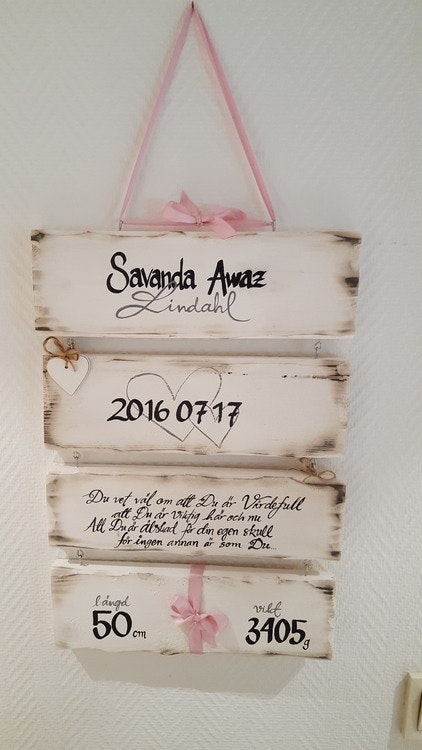 Savanda Awaz
Lindahl
2016 07 17
Du vet väl om att Du är Värdefull
att Du är viktig här och nu
Att Du är älskad för din egen skull
för ingen annan är som Du...
längd
50 cm
vikt
3405 g